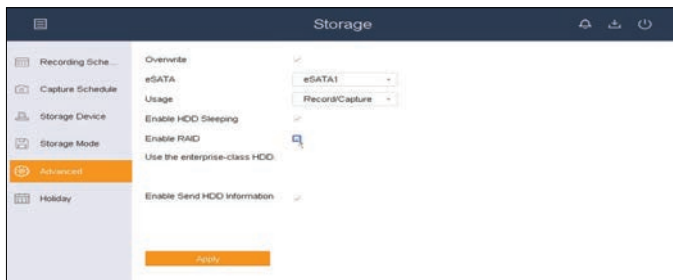 Storage
Recording Sche...
Capture Schedule
Storage Device
Storage Mode
Advanced
Holiday
Overwrite
eSATA eSATA1
Usage Record/Capture
Enable HDD Sleeping
Enable RAID
Use the enterprise-class HDD.
Enable Send HDD Information
Apply